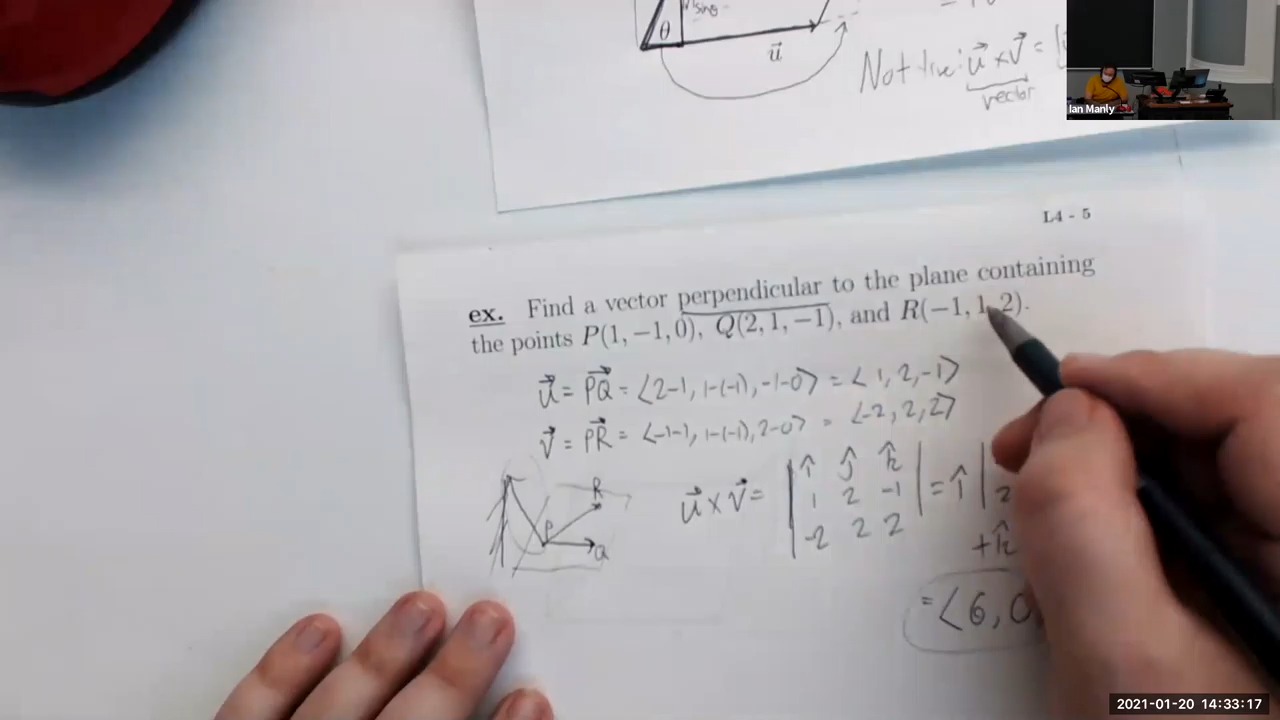 sinθ
θ
u⃗
Not true: u⃗ × v⃗ =
vector
Ian Manly
L4 - 5
ex. Find a vector perpendicular to the plane containing
the points P(1, −1, 0), Q(2, 1, −1), and R(−1, 1, 2).
u⃗ = PQ⃗ = ⟨2-1, 1-(-1), -1-0⟩ = ⟨1, 2, -1⟩
v⃗ = PR⃗ = ⟨-1-1, 1-(-1), 2-0⟩ = ⟨-2, 2, 2⟩
R
P
Q
u⃗ × v⃗ = | î ĵ k̂ | = î |
1 2 -1
2
-2 2 2
+ k̂
= ⟨6, 0,
2021-01-20 14:33:17